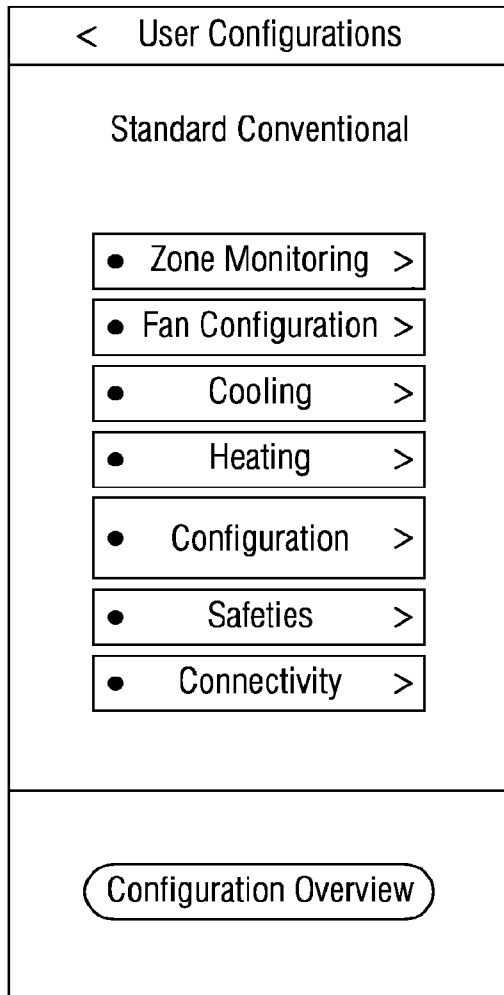 < User Configurations
Standard Conventional
• Zone Monitoring >
• Fan Configuration >
• Cooling >
• Heating >
• Configuration >
• Safeties >
• Connectivity >
Configuration Overview